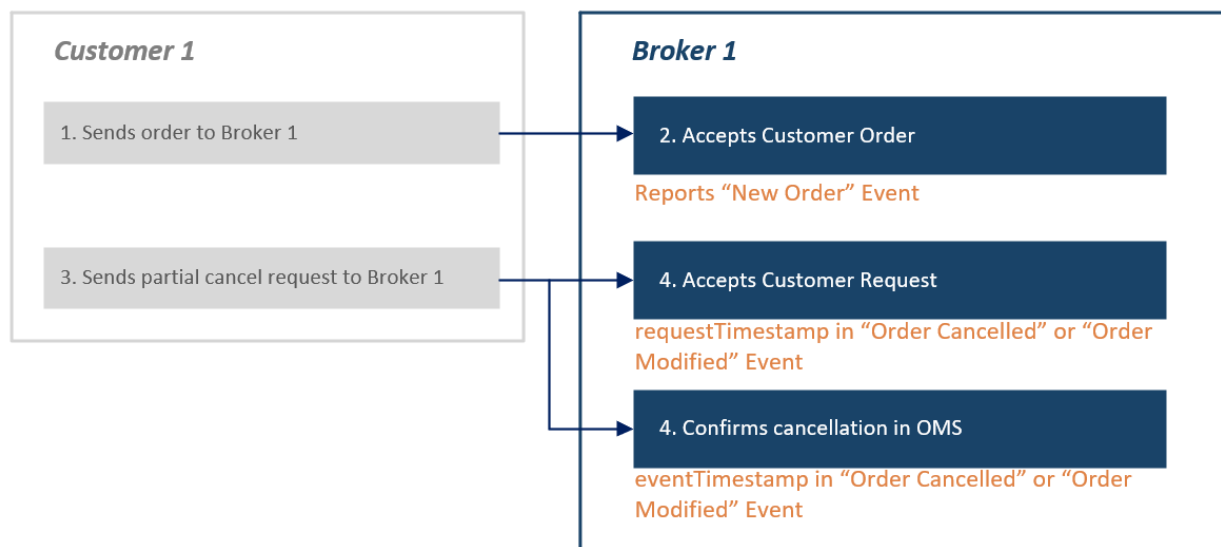 Customer 1
1. Sends order to Broker 1
3. Sends partial cancel request to Broker 1
Broker 1
2. Accepts Customer Order
Reports “New Order” Event
4. Accepts Customer Request
requestTimestamp in “Order Cancelled” or “Order
Modified” Event
4. Confirms cancellation in OMS
eventTimestamp in “Order Cancelled” or “Order
Modified” Event